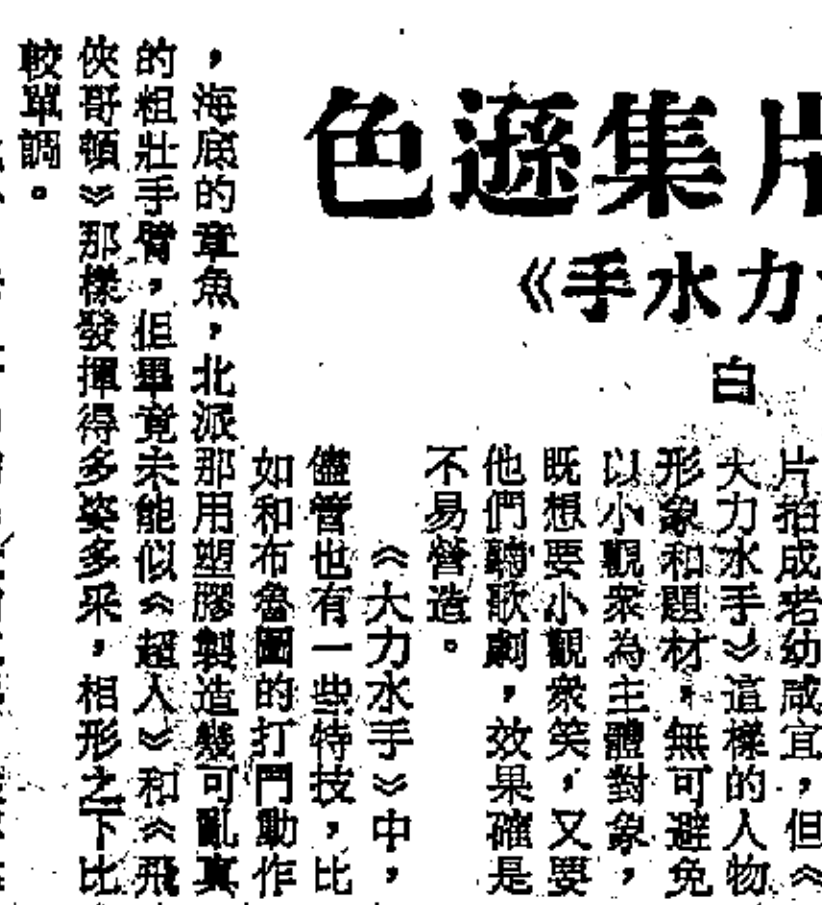 片集遜色
力水手》
白
片拍成老幼咸宜，但《
大力水手》這樣的人物
形象和題材，無可避免
以小觀眾為主體對象，
既想要小觀眾笑，又要
他們聽歌劇，效果確是
不易營造。
《大力水手》中，
儘管也有一些特技，比
如和布魯圖的打鬥動作
，海底的章魚，北派那用塑膠製造幾可亂真
的粗壯手臂，但畢竟未能似《超人》和《飛
俠哥頓》那樣發揮得多姿多采，相形之下比
較單調。